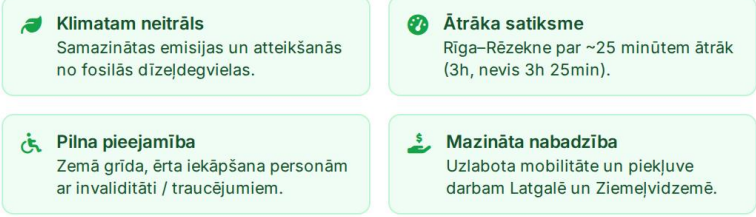 Klimatam neitrāls
Samazinātas emisijas un atteikšanās
no fosilās dīzeļdegvielas.
Ātrāka satiksme
Rīga–Rēzekne par ~25 minūtem ātrāk
(3h, nevis 3h 25min).
Pilna pieejamība
Zemā grīda, ērta iekāpšana personām
ar invaliditāti / traucējumiem.
Mazināta nabadzība
Uzlabota mobilitāte un piekļuve
darbam Latgalē un Ziemeļvidzemē.